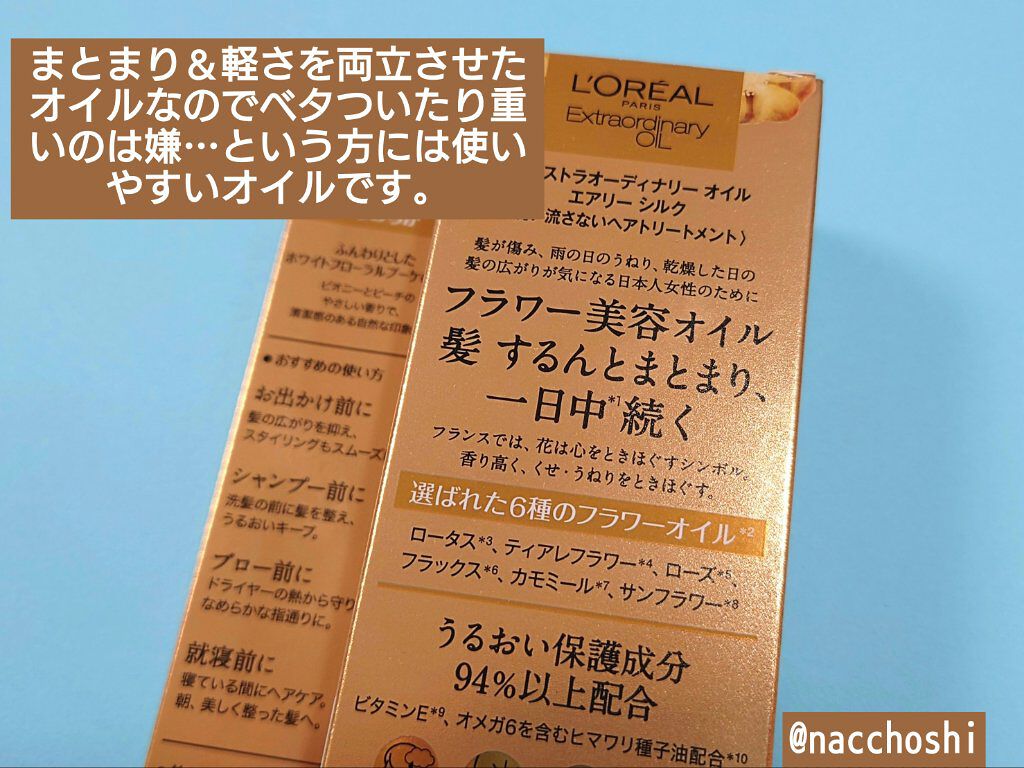 まとまり＆軽さを両立させた
オイルなのでベタついたり重
いのは嫌…という方には使い
やすいオイルです。
L'ORÉAL
PARIS
Extraordinary
OIL
ストラオーディナリー オイル
エアリー シルク
流さないヘアトリートメント〉
髪が傷み、雨の日のうねり、乾燥した日の
髪の広がりが気になる日本人女性のために
フラワー美容オイル
髪 するんとまとまり、
一日中*1続く
フランスでは、花は心をときほぐすシンボル。
香り高く、くせ・うねりをときほぐす。
選ばれた6種のフラワーオイル*2
ロータス*3、ティアレフラワー*4、ローズ*5、
フラックス*6、カモミール*7、サンフラワー*8
うるおい保護成分
94%以上配合
ビタミンE*9、オメガ6を含むヒマワリ種子油配合*10
ふんわりとした
ホワイトフローラルブーケ
ピオニーとピーチの
やさしい香りで、
清潔感のある自然な印象
●おすすめの使い方
お出かけ前に
髪の広がりを抑え、
スタイリングもスムーズ
シャンプー前に
洗髪の前に髪を整え、
うるおいキープ。
ブロー前に
ドライヤーの熱から守り
なめらかな指通りに。
就寝前に
寝ている間にヘアケア。
朝、美しく整った髪へ。
@nacchoshi